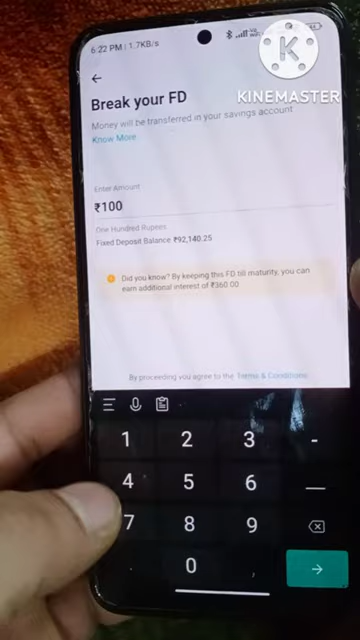 6:22 PM | 1.7KB/s
KINEMASTER
Break your FD
Money will be transferred in your savings account
Know More
Enter Amount
₹100
One Hundred Rupees
Fixed Deposit Balance ₹92,140.25
Did you know? By keeping this FD till maturity, you can
earn additional interest of ₹360.00
By proceeding you agree to the Terms & Conditions
1 2 3 -
4 5 6
7 8 9
. 0 ,